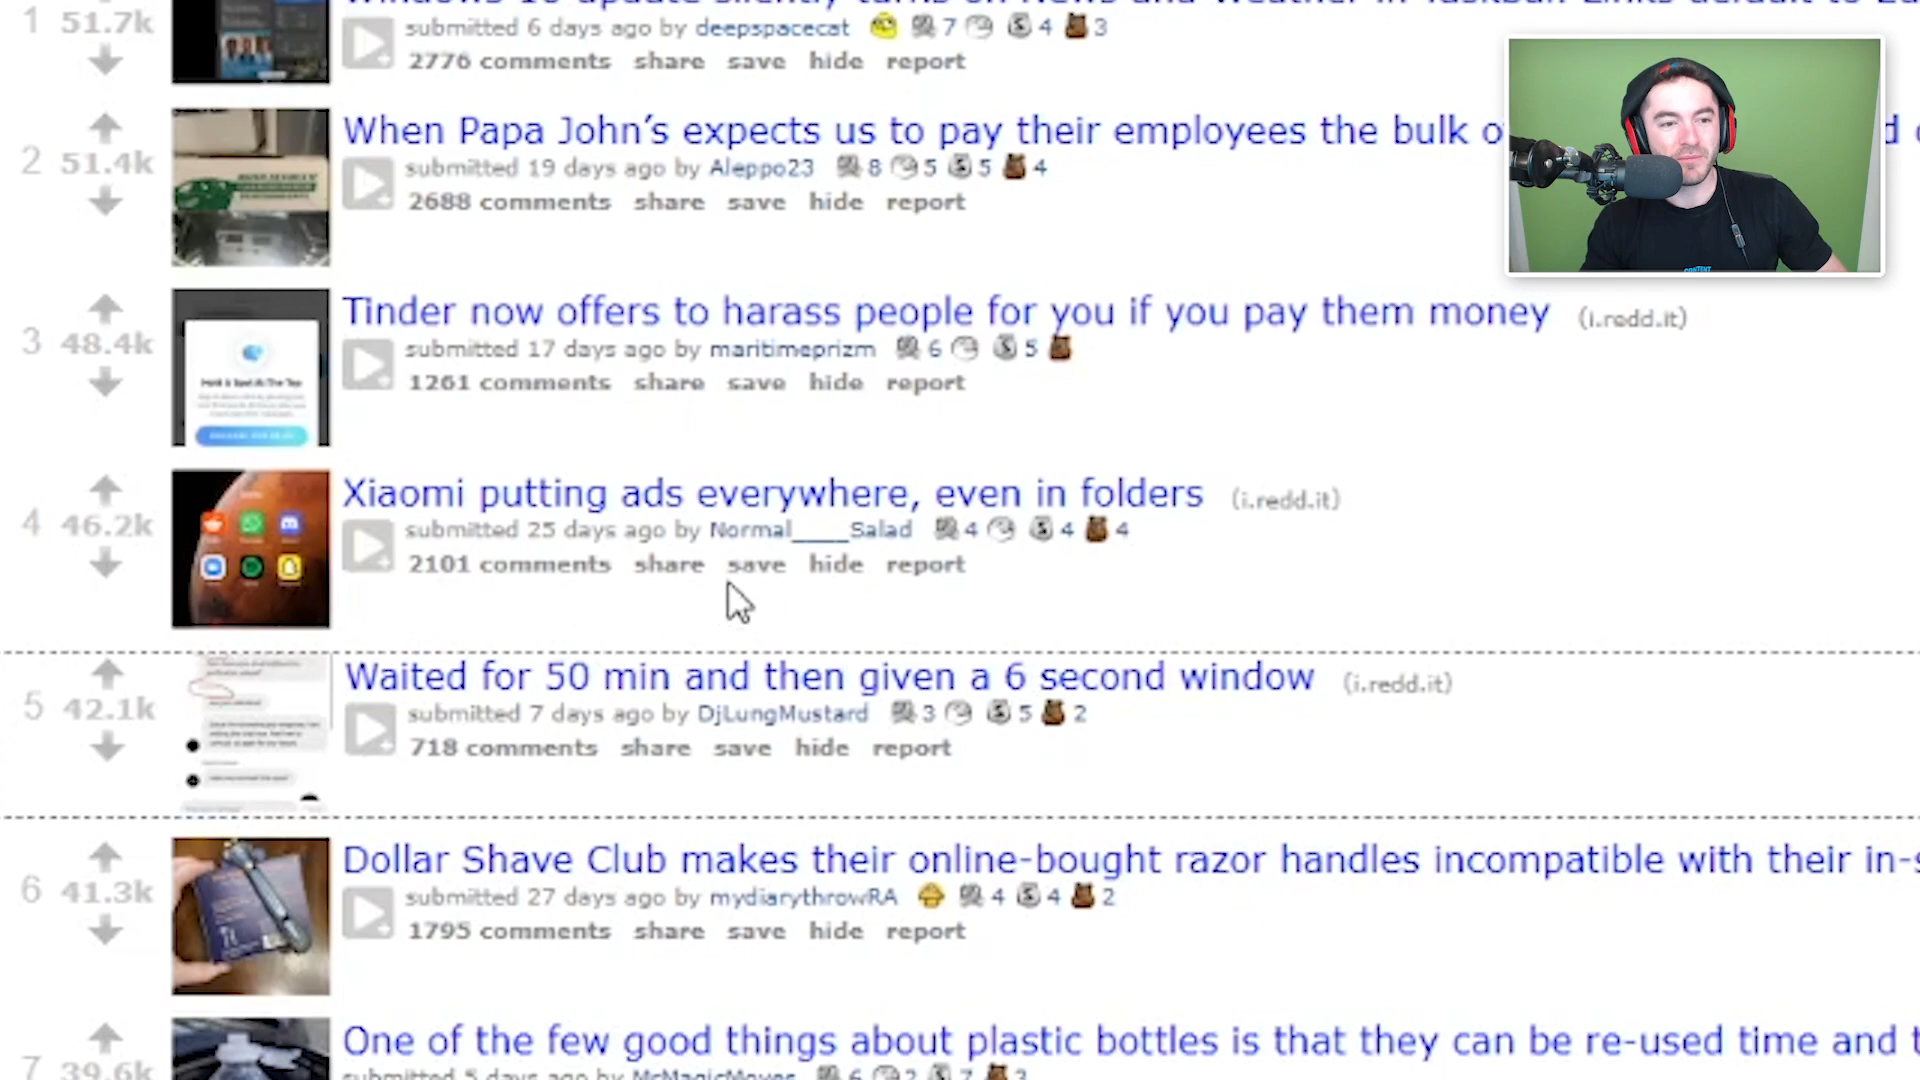 1 51.7k
submitted 6 days ago by deepspacecat 7 4 3
2776 comments share save hide report
When Papa John's expects us to pay their employees the bulk o
2 51.4k
submitted 19 days ago by Aleppo23 8 5 5 4
2688 comments share save hide report
Tinder now offers to harass people for you if you pay them money (i.redd.it)
3 48.4k
submitted 17 days ago by maritimeprizm 6 5
1261 comments share save hide report
Hold A Spot At The Top
Xiaomi putting ads everywhere, even in folders (i.redd.it)
4 46.2k
submitted 25 days ago by Normal____Salad 4 4 4
2101 comments share save hide report
Waited for 50 min and then given a 6 second window (i.redd.it)
5 42.1k
submitted 7 days ago by DjLungMustard 3 5 2
718 comments share save hide report
Dollar Shave Club makes their online-bought razor handles incompatible with their in-s
6 41.3k
submitted 27 days ago by mydiarythrowRA 4 4 2
1795 comments share save hide report
One of the few good things about plastic bottles is that they can be re-used time and t
7 39.6k
submitted 5 days ago by McMagicMoves 6 2 7 3